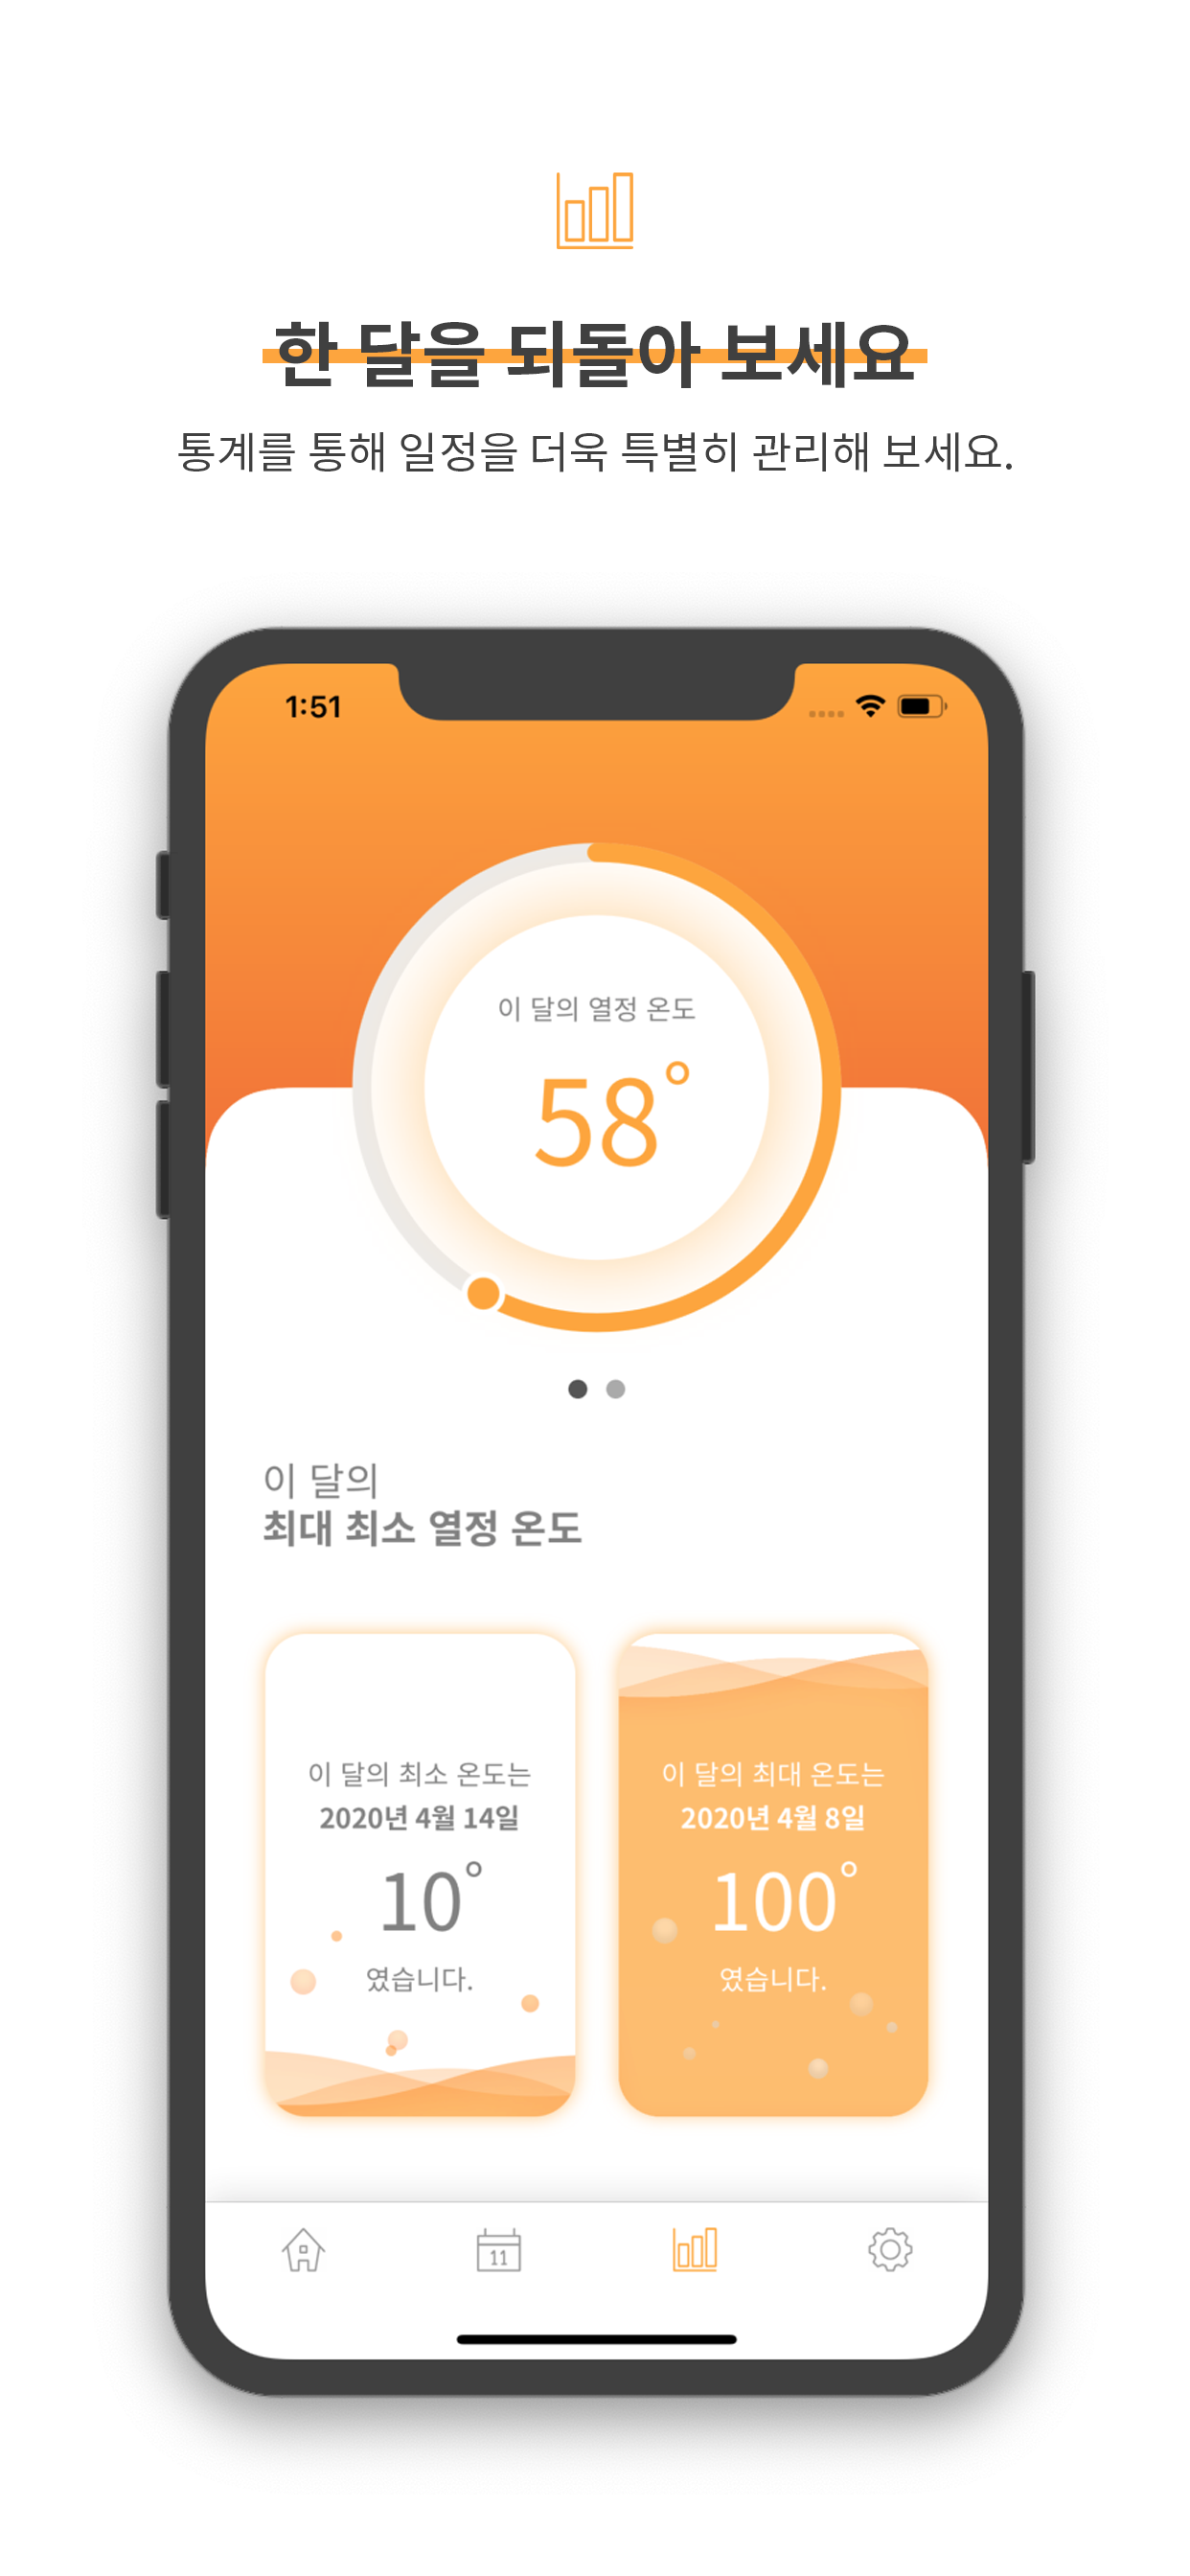 한 달을 되돌아 보세요
통계를 통해 일정을 더욱 특별히 관리해 보세요.
1:51
이 달의 열정 온도
58°
이 달의
최대 최소 열정 온도
이 달의 최소 온도는
2020년 4월 14일
10°
였습니다.
이 달의 최대 온도는
2020년 4월 8일
100°
였습니다.
11